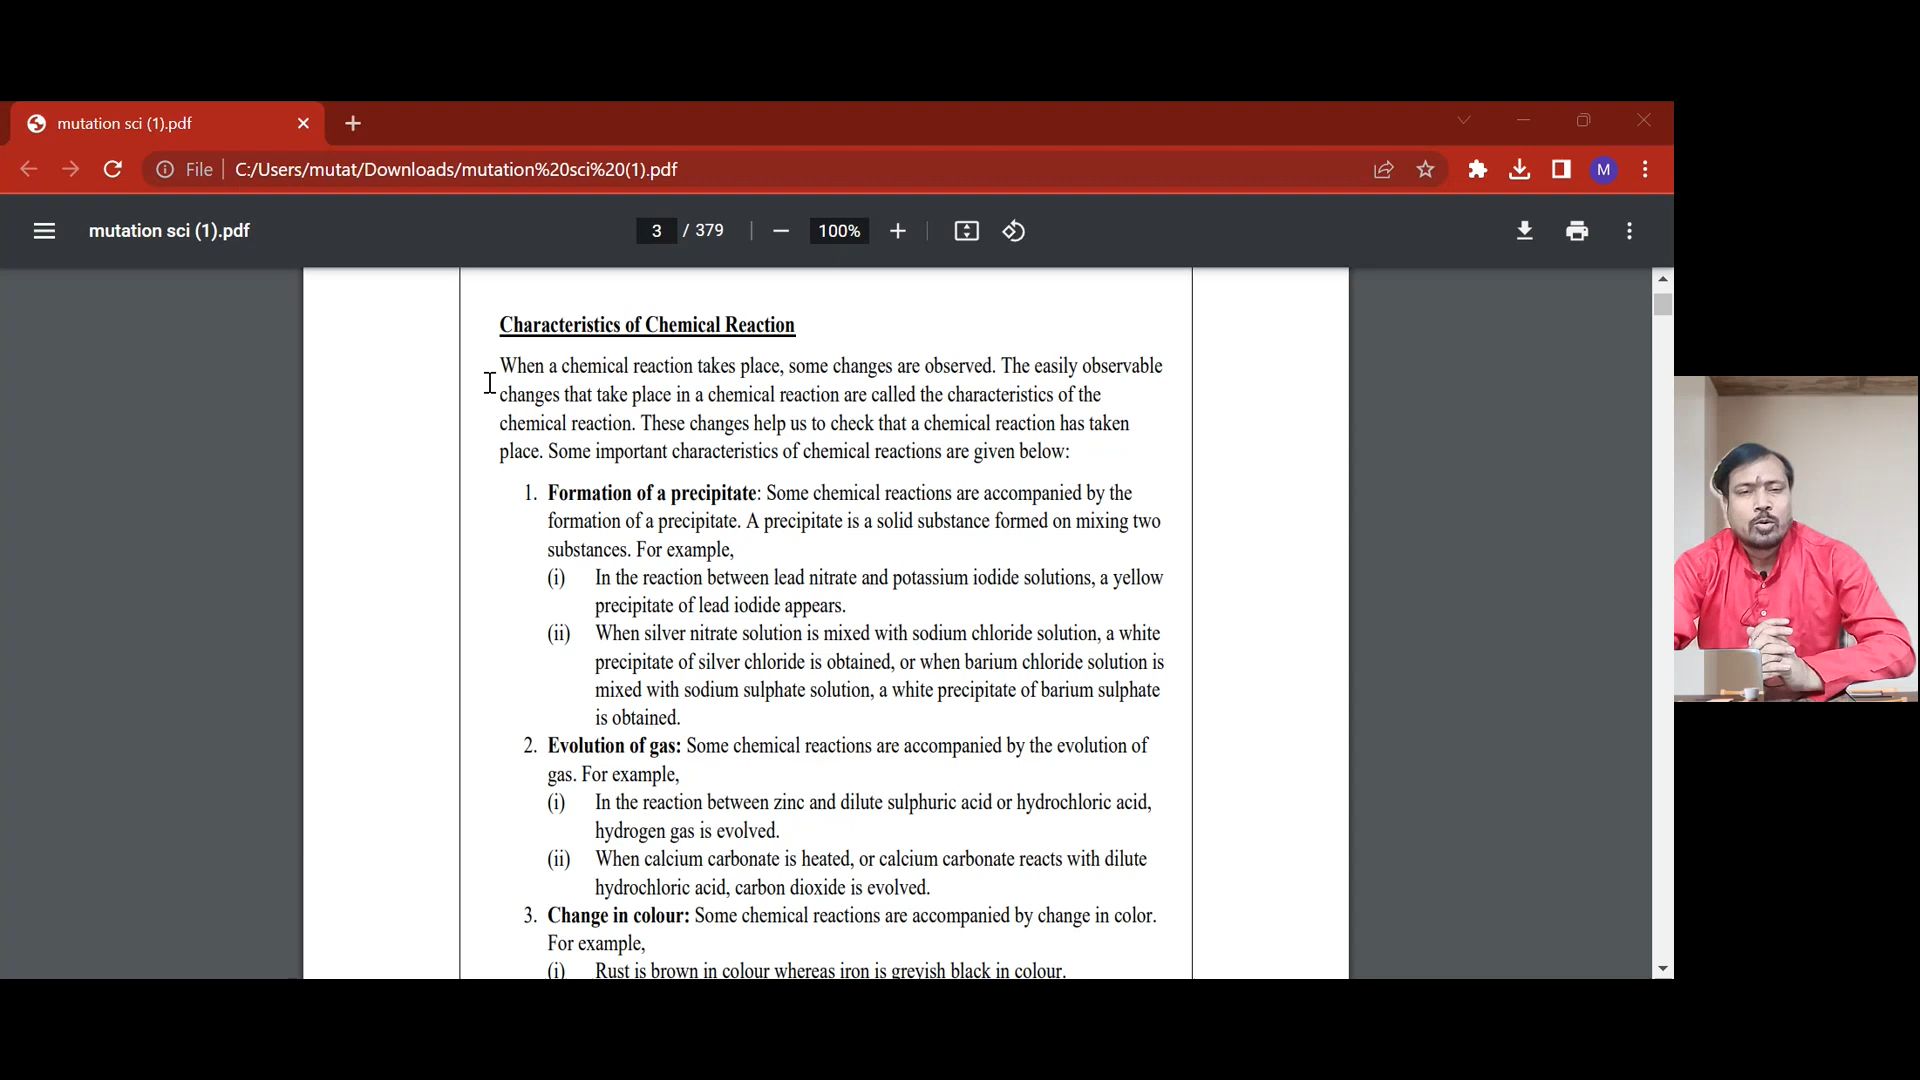 mutation sci (1).pdf
File
C:/Users/mutat/Downloads/mutation%20sci%20(1).pdf
M
mutation sci (1).pdf
3 / 379
100%
Characteristics of Chemical Reaction
When a chemical reaction takes place, some changes are observed. The easily observable
changes that take place in a chemical reaction are called the characteristics of the
chemical reaction. These changes help us to check that a chemical reaction has taken
place. Some important characteristics of chemical reactions are given below:
1. Formation of a precipitate: Some chemical reactions are accompanied by the
formation of a precipitate. A precipitate is a solid substance formed on mixing two
substances. For example,
(i) In the reaction between lead nitrate and potassium iodide solutions, a yellow
precipitate of lead iodide appears.
(ii) When silver nitrate solution is mixed with sodium chloride solution, a white
precipitate of silver chloride is obtained, or when barium chloride solution is
mixed with sodium sulphate solution, a white precipitate of barium sulphate
is obtained.
2. Evolution of gas: Some chemical reactions are accompanied by the evolution of
gas. For example,
(i) In the reaction between zinc and dilute sulphuric acid or hydrochloric acid,
hydrogen gas is evolved.
(ii) When calcium carbonate is heated, or calcium carbonate reacts with dilute
hydrochloric acid, carbon dioxide is evolved.
3. Change in colour: Some chemical reactions are accompanied by change in color.
For example,
(i) Rust is brown in colour whereas iron is greyish black in colour.